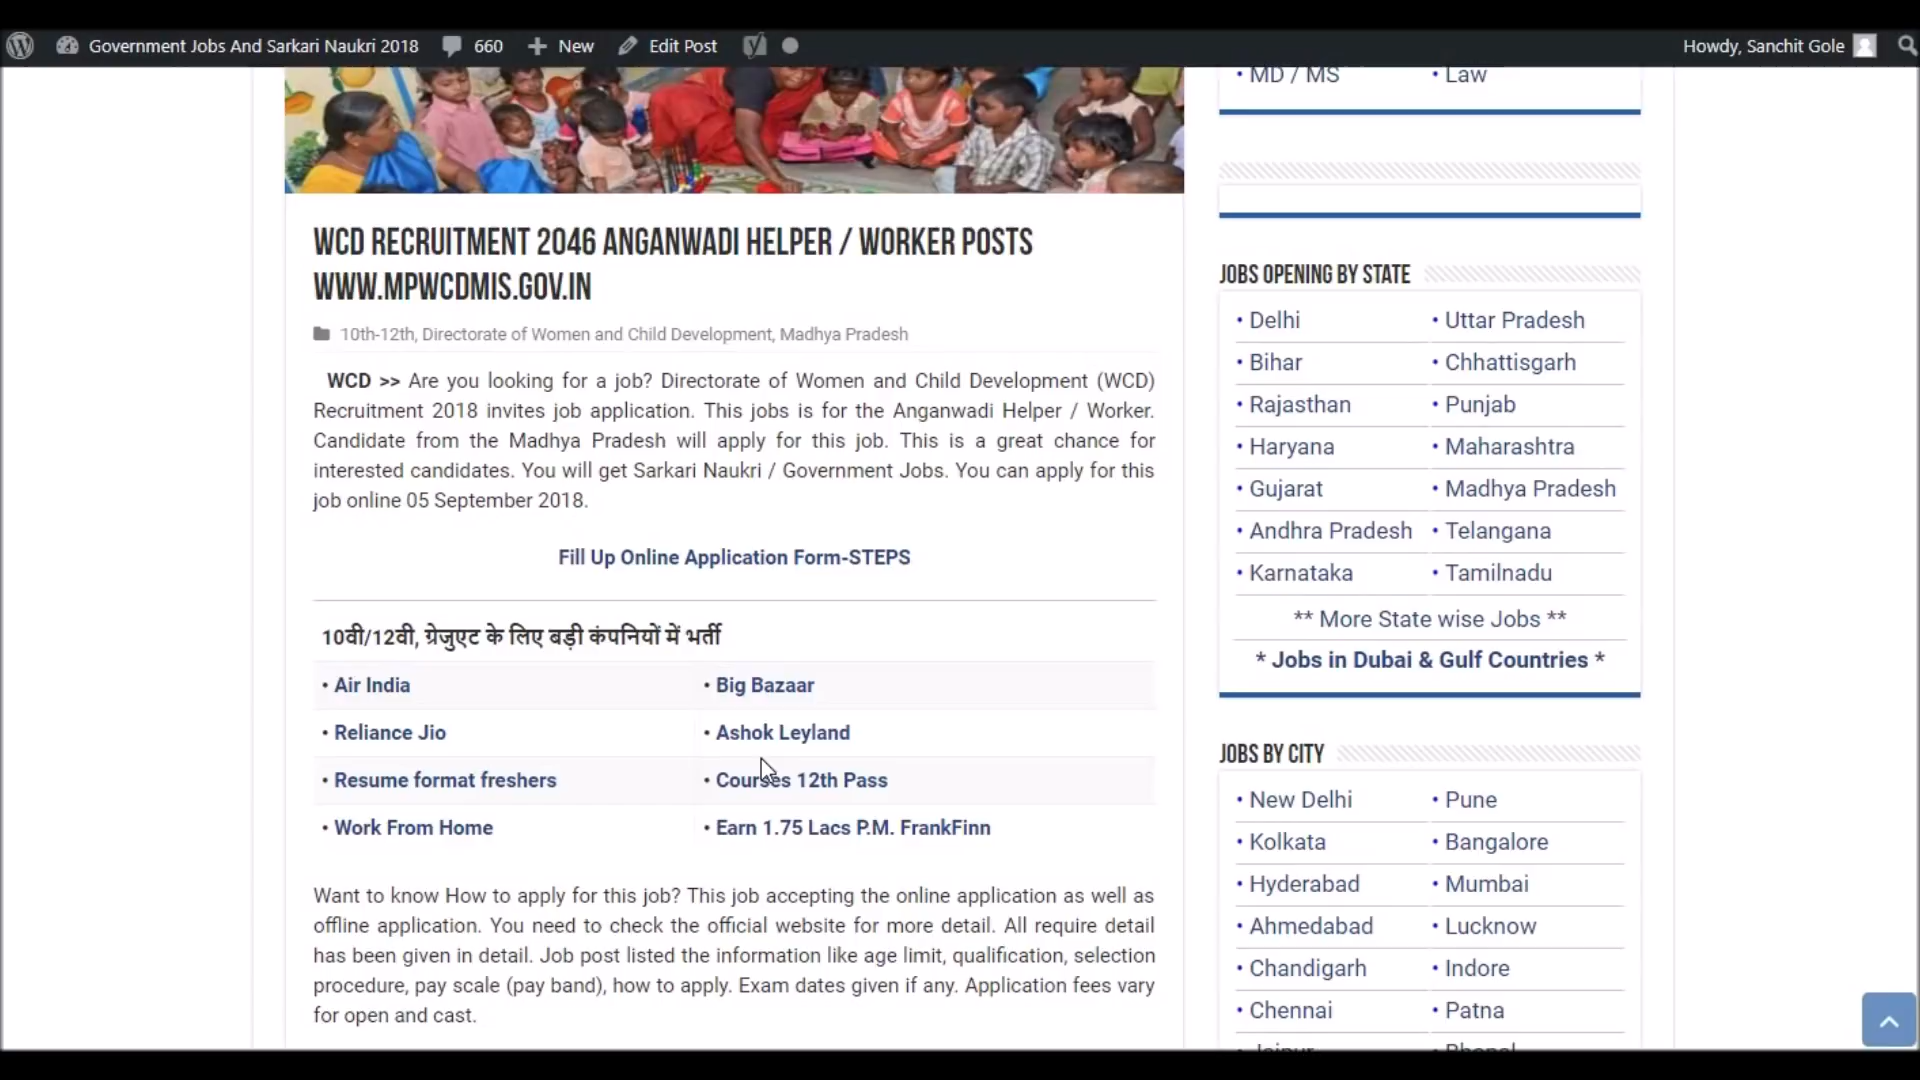 Government Jobs And Sarkari Naukri 2018 660 New Edit Post Howdy, Sanchit Gole
WCD RECRUITMENT 2046 ANGANWADI HELPER / WORKER POSTS
WWW.MPWCDMIS.GOV.IN
10th-12th, Directorate of Women and Child Development, Madhya Pradesh
WCD >> Are you looking for a job? Directorate of Women and Child Development (WCD)
Recruitment 2018 invites job application. This jobs is for the Anganwadi Helper / Worker.
Candidate from the Madhya Pradesh will apply for this job. This is a great chance for
interested candidates. You will get Sarkari Naukri / Government Jobs. You can apply for this
job online 05 September 2018.
Fill Up Online Application Form-STEPS
10वी/12वी, ग्रेजुएट के लिए बड़ी कंपनियों में भर्ती
• Air India • Big Bazaar
• Reliance Jio • Ashok Leyland
• Resume format freshers • Courses 12th Pass
• Work From Home • Earn 1.75 Lacs P.M. FrankFinn
Want to know How to apply for this job? This job accepting the online application as well as
offline application. You need to check the official website for more detail. All require detail
has been given in detail. Job post listed the information like age limit, qualification, selection
procedure, pay scale (pay band), how to apply. Exam dates given if any. Application fees vary
for open and cast.
• MD / MS • Law
JOBS OPENING BY STATE
• Delhi • Uttar Pradesh
• Bihar • Chhattisgarh
• Rajasthan • Punjab
• Haryana • Maharashtra
• Gujarat • Madhya Pradesh
• Andhra Pradesh • Telangana
• Karnataka • Tamilnadu
** More State wise Jobs **
* Jobs in Dubai & Gulf Countries *
JOBS BY CITY
• New Delhi • Pune
• Kolkata • Bangalore
• Hyderabad • Mumbai
• Ahmedabad • Lucknow
• Chandigarh • Indore
• Chennai • Patna